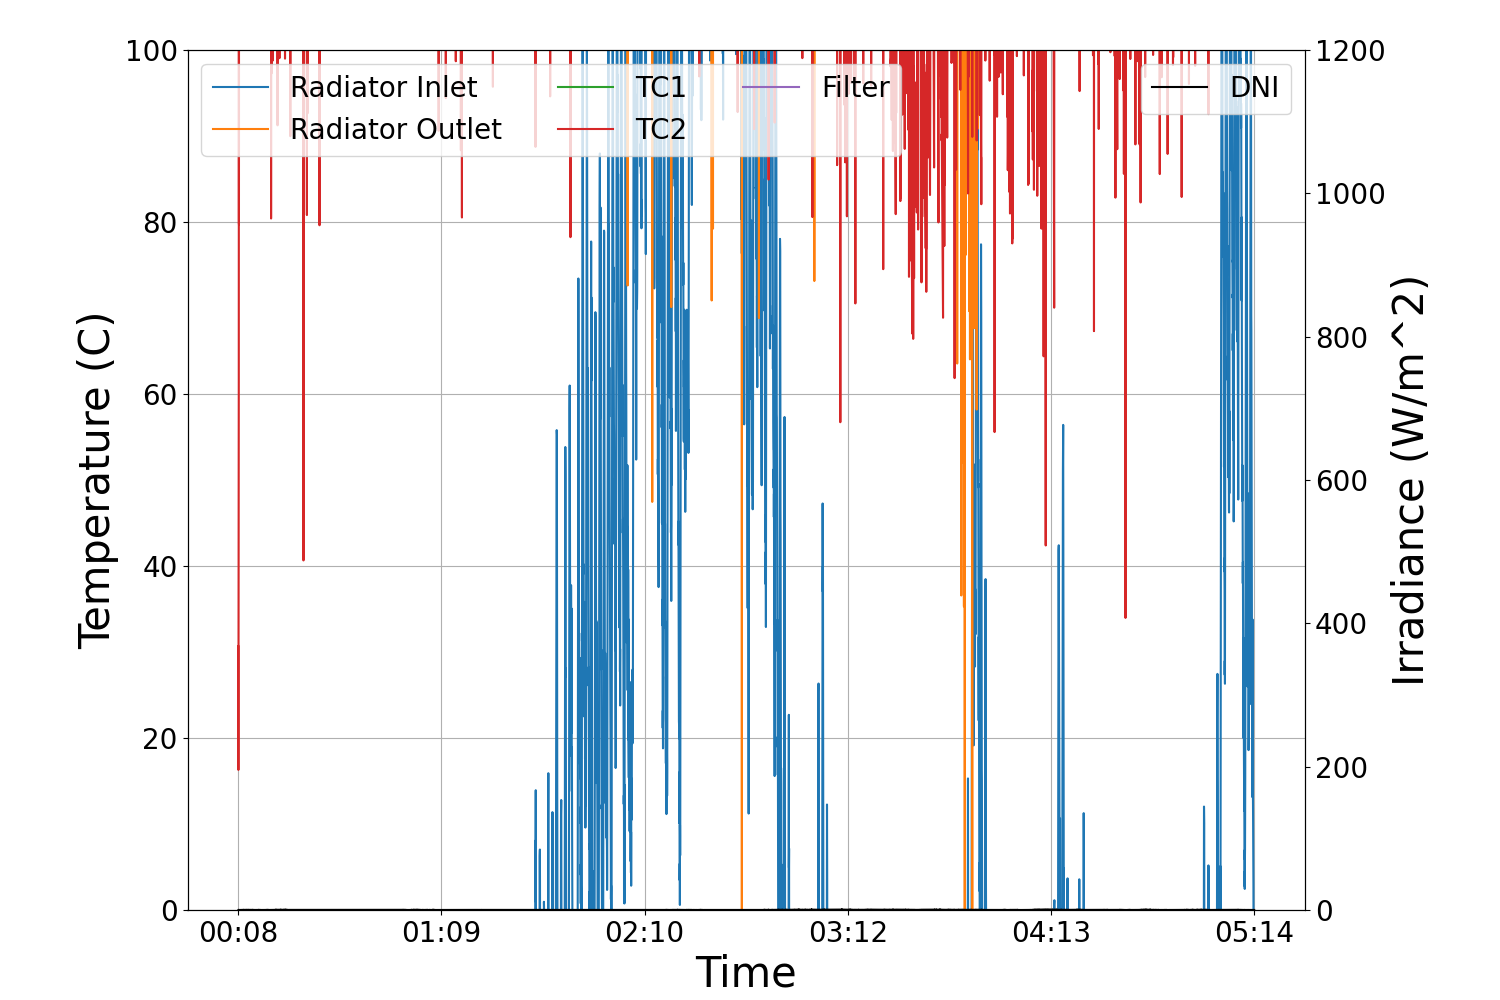 100
80
60
40
20
0
Temperature (C)
Radiator Inlet
Radiator Outlet
TC1
TC2
Filter
DNI
1200
1000
800
600
400
200
0
Irradiance (W/m^2)
00:08 01:09 02:10 03:12 04:13 05:14
Time